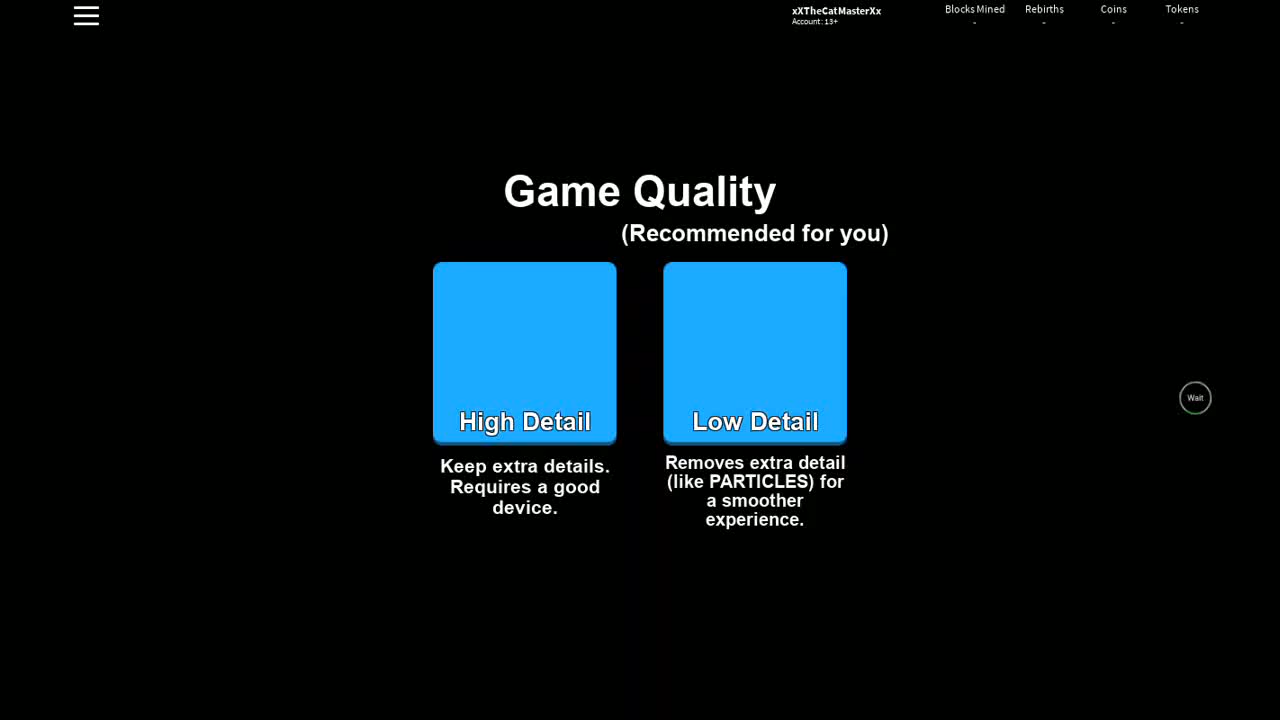 xXTheCatMasterXx
Account: 13+
Blocks Mined
-
Rebirths
-
Coins
-
Tokens
-
Game Quality
(Recommended for you)
High Detail
Keep extra details.
Requires a good
device.
Low Detail
Removes extra detail
(like PARTICLES) for
a smoother
experience.
Wait